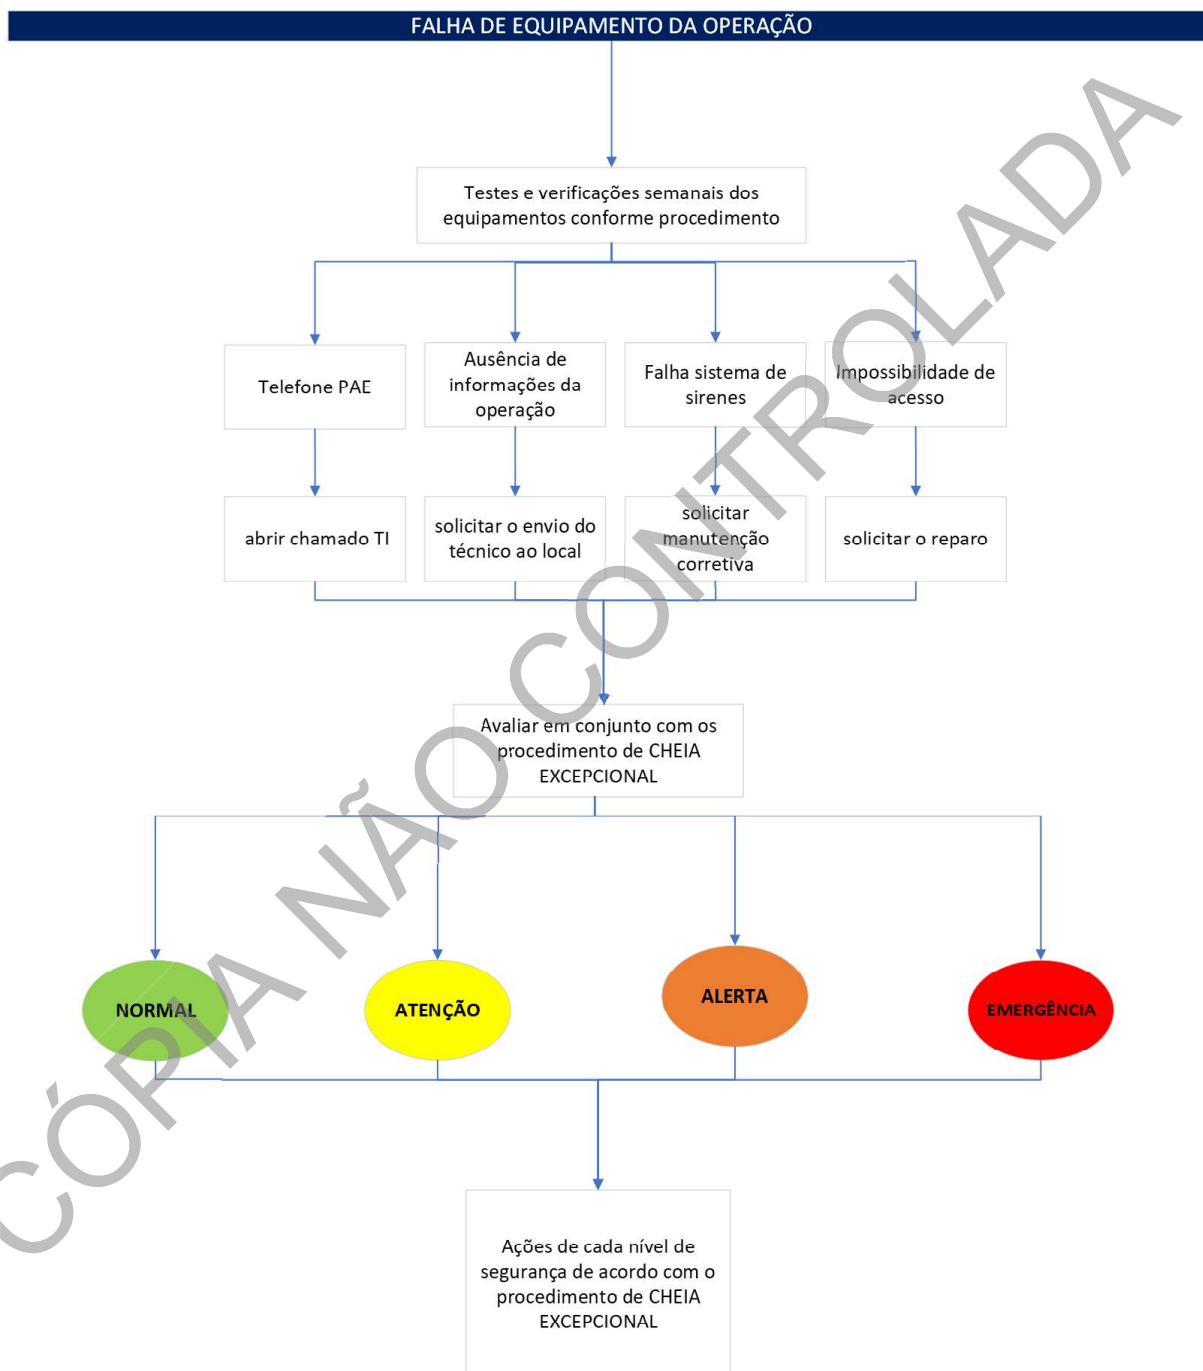 FALHA DE EQUIPAMENTO DA OPERAÇÃO
Testes e verificações semanais dos
equipamentos conforme procedimento
Telefone PAE
Ausência de
informações da
operação
Falha sistema de
sirenes
Impossibilidade de
acesso
abrir chamado TI
solicitar o envio do
técnico ao local
solicitar
manutenção
corretiva
solicitar o reparo
Avaliar em conjunto com os
procedimento de CHEIA
EXCEPCIONAL
NORMAL
ATENÇÃO
ALERTA
EMERGÊNCIA
Ações de cada nível de
segurança de acordo com o
procedimento de CHEIA
EXCEPCIONAL
CÓPIA NÃO CONTROLADA